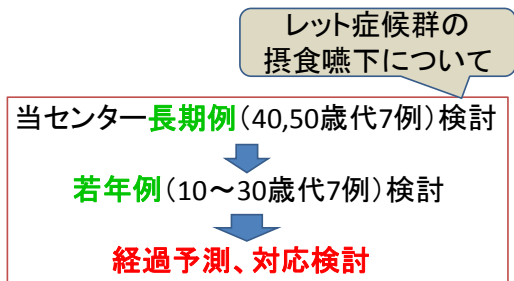 レット症候群の
摂食嚥下について
当センター長期例(40,50歳代7例)検討
若年例(10～30歳代7例)検討
経過予測、対応検討